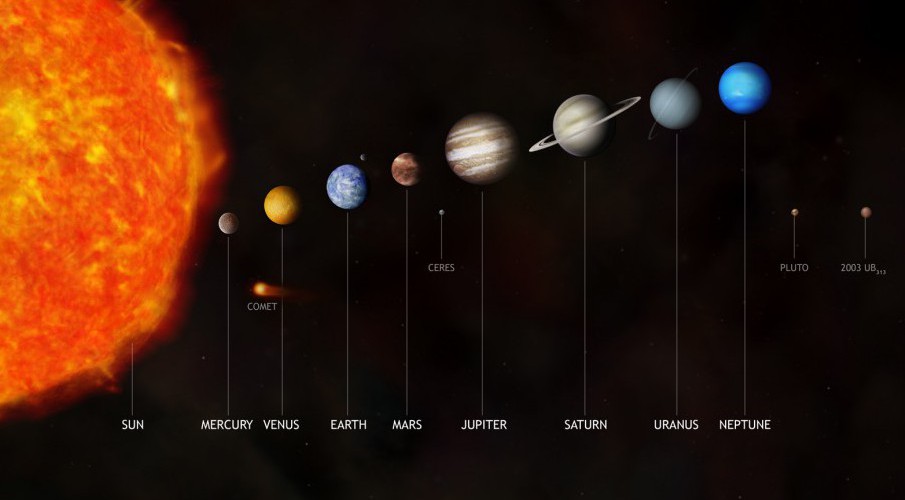 CERES
PLUTO
2003 UB313
COMET
SUN
MERCURY
VENUS
EARTH
MARS
JUPITER
SATURN
URANUS
NEPTUNE